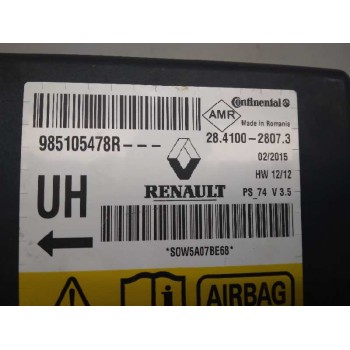 Continental
AMR
Made in Romania
985105478R---
28.4100-2807.3
02/2015
UH
RENAULT
HW 12/12
PS_74 V 3.5
*SOW5A07BE68*
AIRBAG